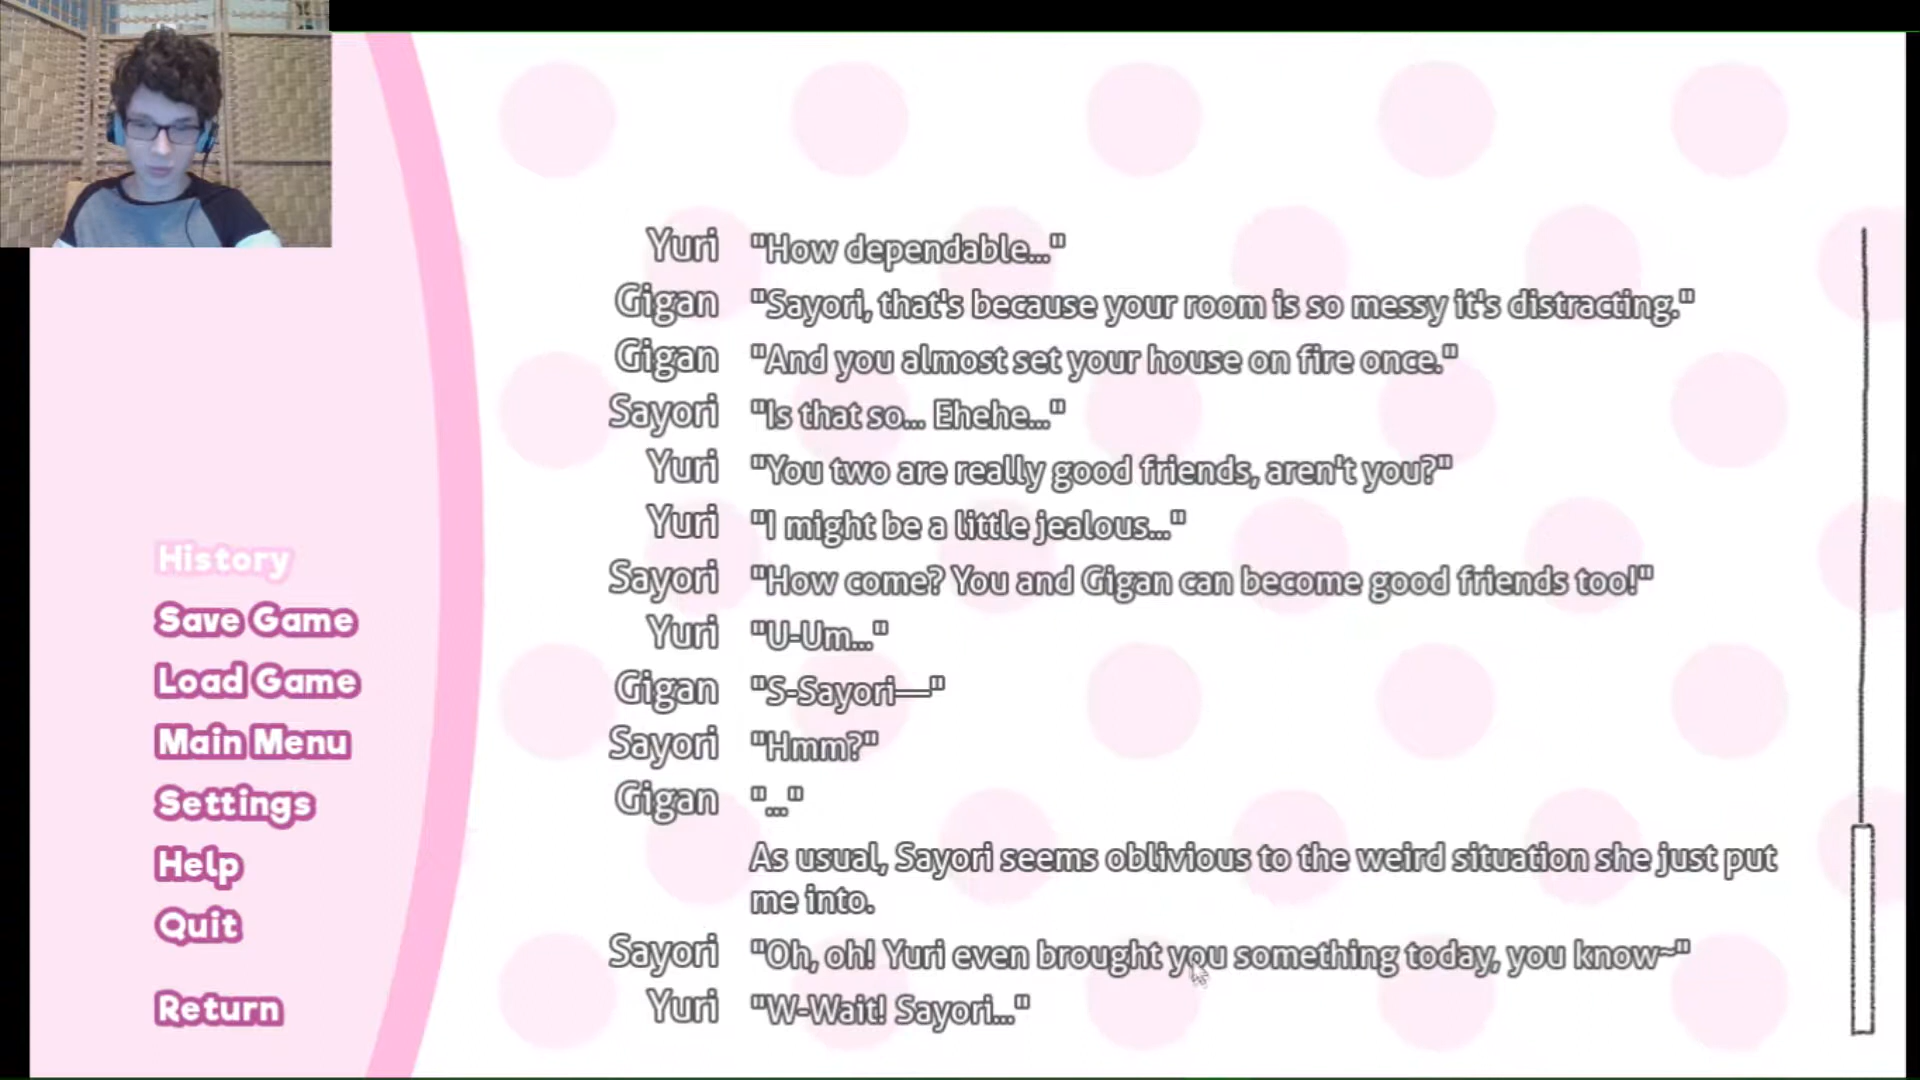 Yuri "How dependable..."
Gigan "Sayori, that's because your room is so messy it's distracting."
Gigan "And you almost set your house on fire once."
Sayori "Is that so... Ehehe..."
Yuri "You two are really good friends, aren't you?"
Yuri "I might be a little jealous..."
Sayori "How come? You and Gigan can become good friends too!"
Yuri "U-Um..."
Gigan "S-Sayori—"
Sayori "Hmm?"
Gigan "..."
As usual, Sayori seems oblivious to the weird situation she just put
me into.
Sayori "Oh, oh! Yuri even brought you something today, you know~"
Yuri "W-Wait! Sayori..."
History
Save Game
Load Game
Main Menu
Settings
Help
Quit
Return